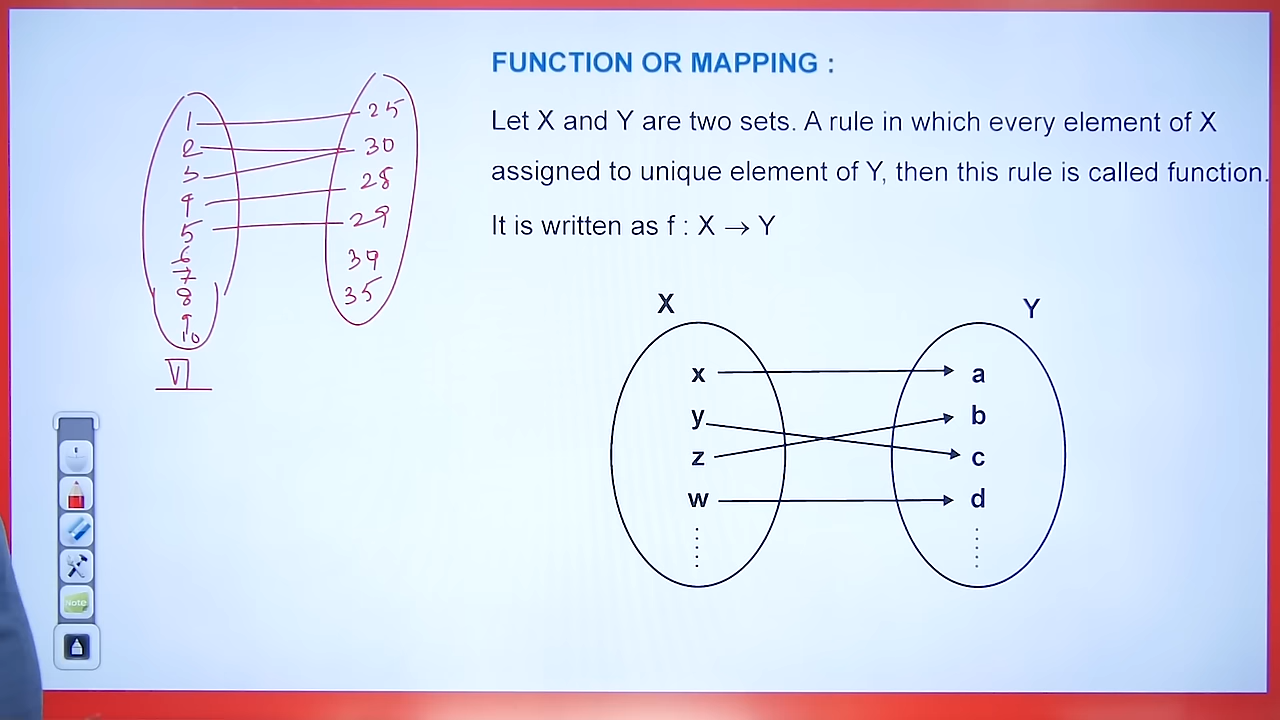 FUNCTION OR MAPPING :
Let X and Y are two sets. A rule in which every element of X
assigned to unique element of Y, then this rule is called function.
It is written as f : X → Y
1
2
3
4
5
6
7
8
9
10
VI
25
30
28
29
39
35
X
Y
x
y
z
w
a
b
c
d
Note